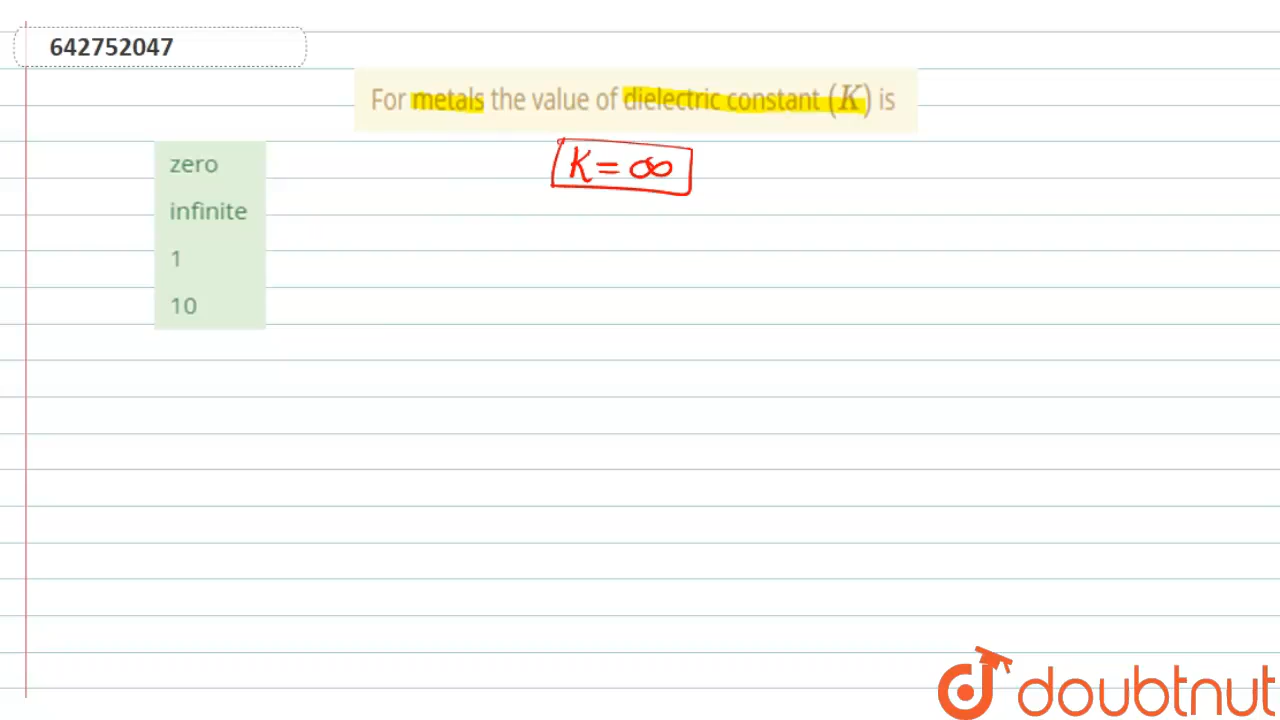 642752047
For metals the value of dielectric constant (K) is
K = ∞
zero
infinite
1
10
doubtnut